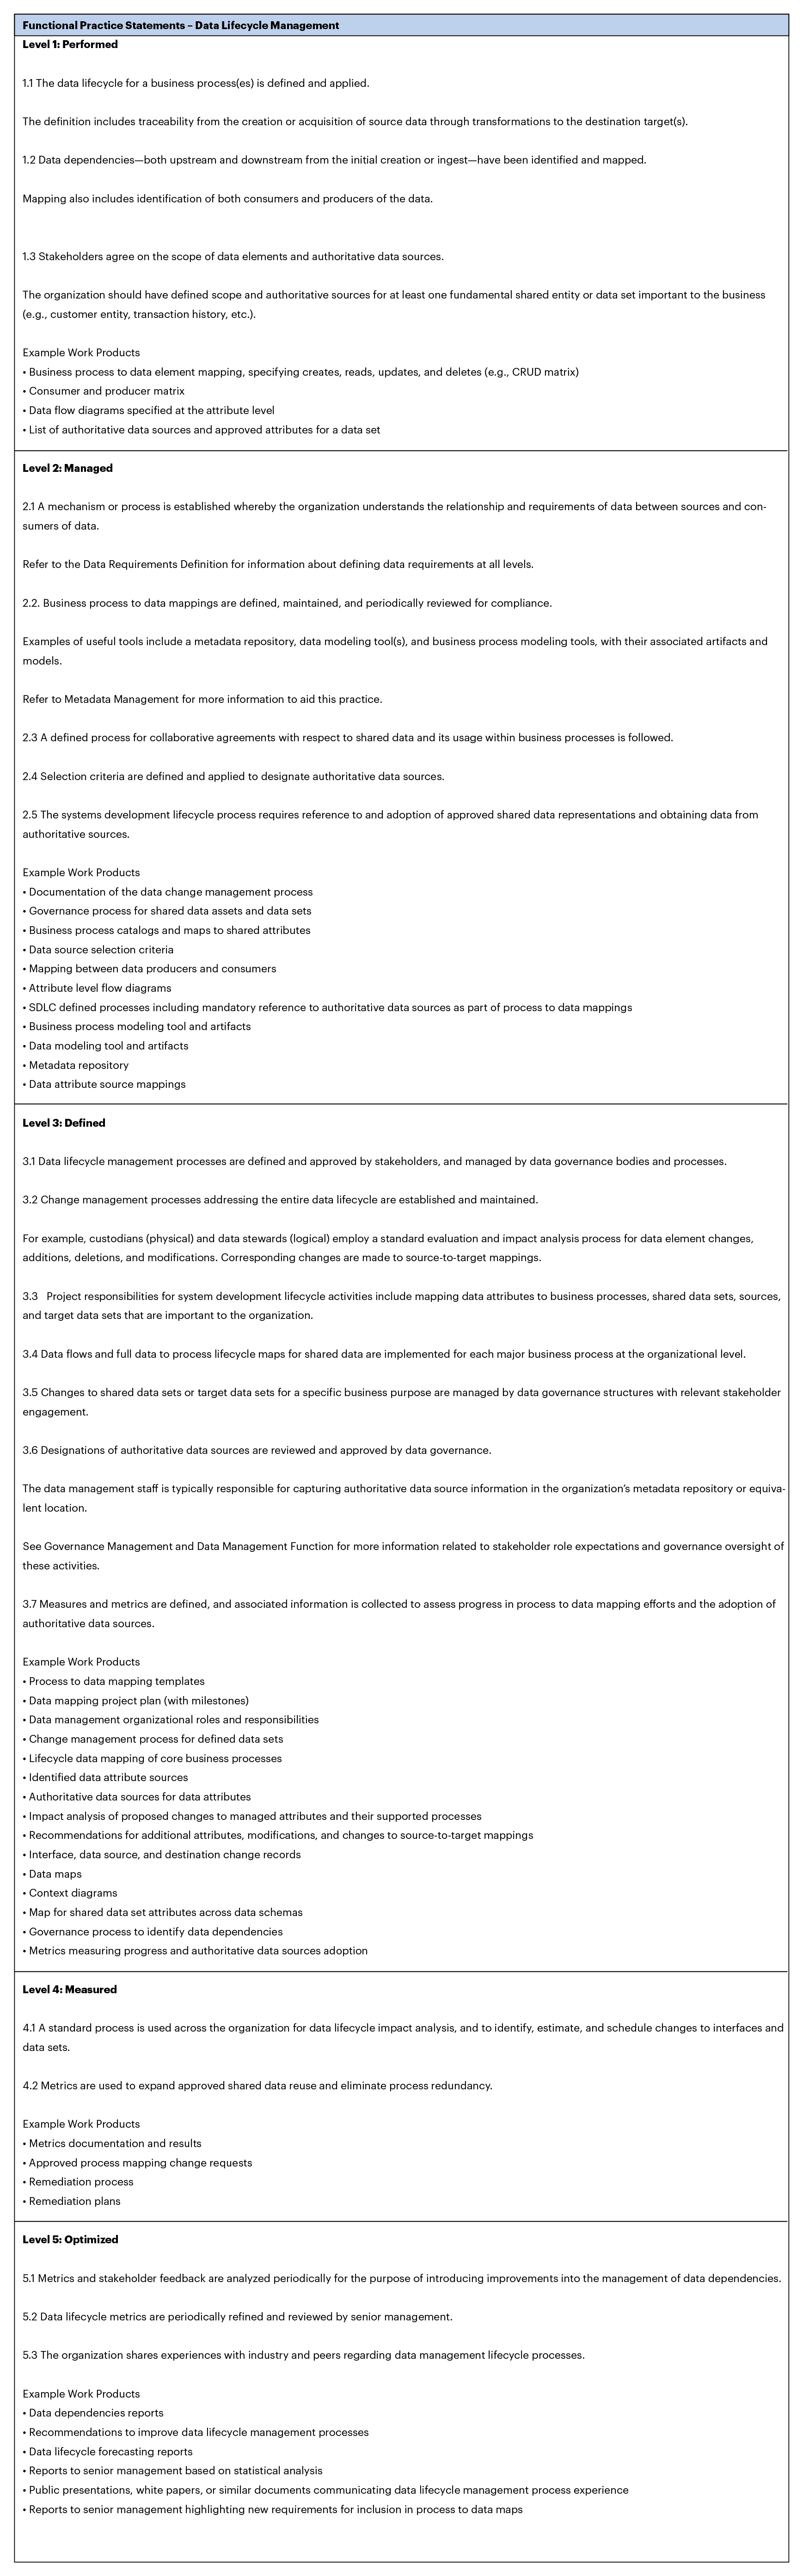 Functional Practice Statements – Data Lifecycle Management
Level 1: Performed
1.1 The data lifecycle for a business process(es) is defined and applied.
The definition includes traceability from the creation or acquisition of source data through transformations to the destination target(s).
1.2 Data dependencies—both upstream and downstream from the initial creation or ingest—have been identified and mapped.
Mapping also includes identification of both consumers and producers of the data.
1.3 Stakeholders agree on the scope of data elements and authoritative data sources.
The organization should have defined scope and authoritative sources for at least one fundamental shared entity or data set important to the business
(e.g., customer entity, transaction history, etc.).
Example Work Products
• Business process to data element mapping, specifying creates, reads, updates, and deletes (e.g., CRUD matrix)
• Consumer and producer matrix
• Data flow diagrams specified at the attribute level
• List of authoritative data sources and approved attributes for a data set
Level 2: Managed
2.1 A mechanism or process is established whereby the organization understands the relationship and requirements of data between sources and con-
sumers of data.
Refer to the Data Requirements Definition for information about defining data requirements at all levels.
2.2. Business process to data mappings are defined, maintained, and periodically reviewed for compliance.
Examples of useful tools include a metadata repository, data modeling tool(s), and business process modeling tools, with their associated artifacts and
models.
Refer to Metadata Management for more information to aid this practice.
2.3 A defined process for collaborative agreements with respect to shared data and its usage within business processes is followed.
2.4 Selection criteria are defined and applied to designate authoritative data sources.
2.5 The systems development lifecycle process requires reference to and adoption of approved shared data representations and obtaining data from
authoritative sources.
Example Work Products
• Documentation of the data change management process
• Governance process for shared data assets and data sets
• Business process catalogs and maps to shared attributes
• Data source selection criteria
• Mapping between data producers and consumers
• Attribute level flow diagrams
• SDLC defined processes including mandatory reference to authoritative data sources as part of process to data mappings
• Business process modeling tool and artifacts
• Data modeling tool and artifacts
• Metadata repository
• Data attribute source mappings
Level 3: Defined
3.1 Data lifecycle management processes are defined and approved by stakeholders, and managed by data governance bodies and processes.
3.2 Change management processes addressing the entire data lifecycle are established and maintained.
For example, custodians (physical) and data stewards (logical) employ a standard evaluation and impact analysis process for data element changes,
additions, deletions, and modifications. Corresponding changes are made to source-to-target mappings.
3.3 Project responsibilities for system development lifecycle activities include mapping data attributes to business processes, shared data sets, sources,
and target data sets that are important to the organization.
3.4 Data flows and full data to process lifecycle maps for shared data are implemented for each major business process at the organizational level.
3.5 Changes to shared data sets or target data sets for a specific business purpose are managed by data governance structures with relevant stakeholder
engagement.
3.6 Designations of authoritative data sources are reviewed and approved by data governance.
The data management staff is typically responsible for capturing authoritative data source information in the organization's metadata repository or equiva-
lent location.
See Governance Management and Data Management Function for more information related to stakeholder role expectations and governance oversight of
these activities.
3.7 Measures and metrics are defined, and associated information is collected to assess progress in process to data mapping efforts and the adoption of
authoritative data sources.
Example Work Products
• Process to data mapping templates
• Data mapping project plan (with milestones)
• Data management organizational roles and responsibilities
• Change management process for defined data sets
• Lifecycle data mapping of core business processes
• Identified data attribute sources
• Authoritative data sources for data attributes
• Impact analysis of proposed changes to managed attributes and their supported processes
• Recommendations for additional attributes, modifications, and changes to source-to-target mappings
• Interface, data source, and destination change records
• Data maps
• Context diagrams
• Map for shared data set attributes across data schemas
• Governance process to identify data dependencies
• Metrics measuring progress and authoritative data sources adoption
Level 4: Measured
4.1 A standard process is used across the organization for data lifecycle impact analysis, and to identify, estimate, and schedule changes to interfaces and
data sets.
4.2 Metrics are used to expand approved shared data reuse and eliminate process redundancy.
Example Work Products
• Metrics documentation and results
• Approved process mapping change requests
• Remediation process
• Remediation plans
Level 5: Optimized
5.1 Metrics and stakeholder feedback are analyzed periodically for the purpose of introducing improvements into the management of data dependencies.
5.2 Data lifecycle metrics are periodically refined and reviewed by senior management.
5.3 The organization shares experiences with industry and peers regarding data management lifecycle processes.
Example Work Products
• Data dependencies reports
• Recommendations to improve data lifecycle management processes
• Data lifecycle forecasting reports
• Reports to senior management based on statistical analysis
• Public presentations, white papers, or similar documents communicating data lifecycle management process experience
• Reports to senior management highlighting new requirements for inclusion in process to data maps